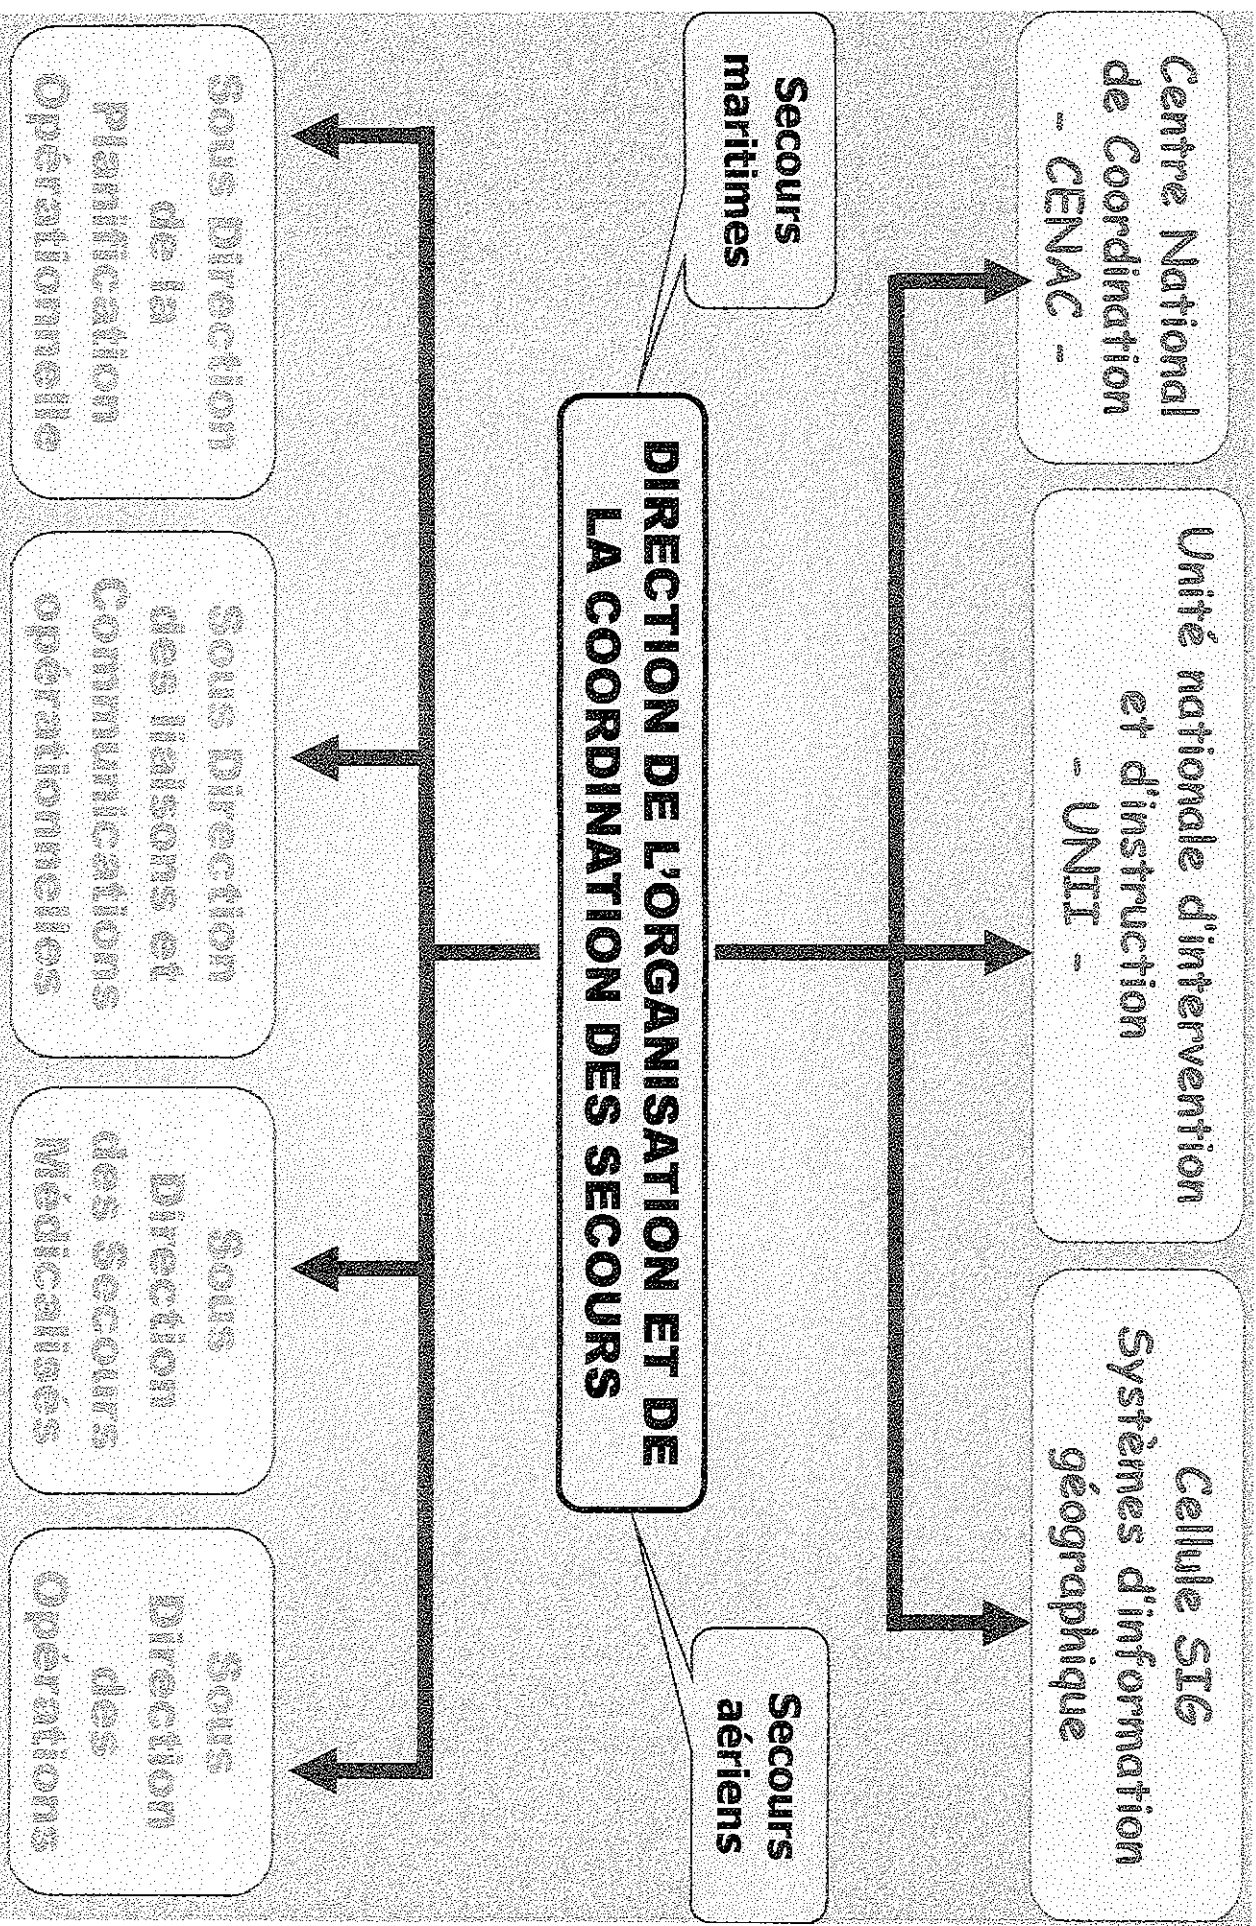 Centre National
de Coordination
- CENAC -
Unité nationale d'intervention
et d'instruction
- UNII -
Cellule SIG
Systèmes d'information
géographique
Secours
maritimes
Secours
aériens
DIRECTION DE L'ORGANISATION ET DE
LA COORDINATION DES SECOURS
Sous Direction
de la
Planification
Opérationnelle
Sous Direction
des liaisons et
Communications
opérationnelles
Sous
Direction
des Secours
Médicalisés
Sous
Direction
des
Opérations